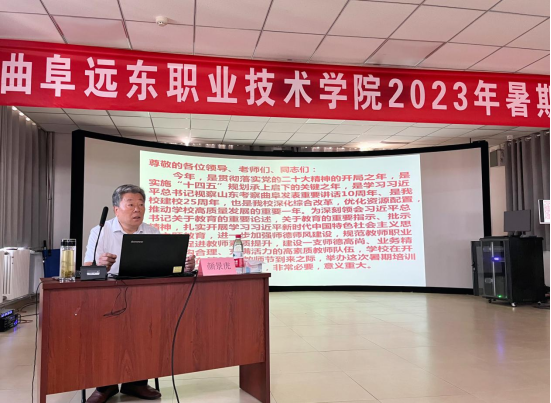 曲阜远东职业技术学院2023年暑期
尊敬的各位领导、老师们、同志们：
今年，是贯彻落实党的二十大精神的开局之年，是
实施“十四五”规划承上启下的关键之年，是学习习近
平总书记视察山东考察曲阜发表重要讲话10周年、是我
校建校25周年，也是我校深化综合改革，优化资源配置，
推动学校高质量发展的重要一年。为深刻领会习近平总
书记关于教育的重要论述，关于教育的重要指示、批示
精神，扎实开展学习习近平新时代中国特色社会主义思
教育，进一步加强师德师风建设，规范教师职业
促进教师 提升，建设一支师德高尚、业务精
合理、 满活力的高素质教师队伍，学校在开
师节到来之际，举办这次暑期培训
，非常必要，意义重大。